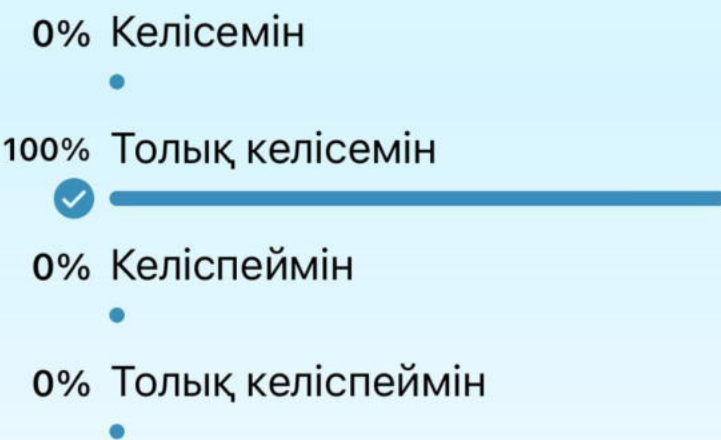 0% Келісемін
100% Толық келісемін
0% Келіспеймін
0% Толық келіспеймін